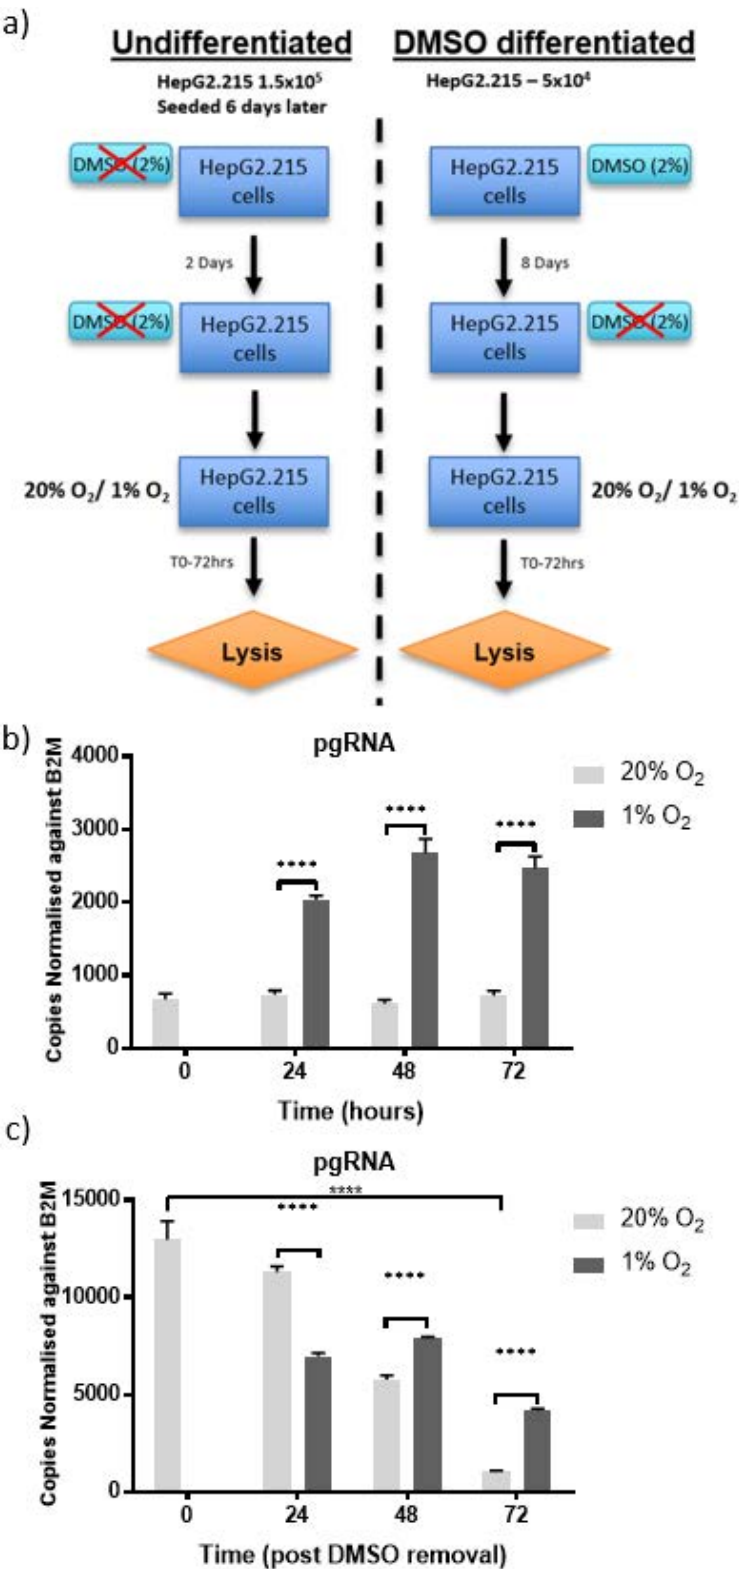 a)
Undifferentiated
DMSO differentiated
HepG2.215 1.5x10⁵
Seeded 6 days later
HepG2.215 – 5x10⁴
DMSO (2%)
HepG2.215
cells
HepG2.215
cells
DMSO (2%)
2 Days
8 Days
DMSO (2%)
HepG2.215
cells
HepG2.215
cells
DMSO (2%)
20% O₂/ 1% O₂
HepG2.215
cells
HepG2.215
cells
20% O₂/ 1% O₂
T0-72hrs
T0-72hrs
Lysis
Lysis
b)
pgRNA
Copies Normalised against B2M
4000
3000
2000
1000
0
****
****
****
20% O₂
1% O₂
0 24 48 72
Time (hours)
c)
pgRNA
Copies Normalised against B2M
15000
10000
5000
0
****
****
****
****
20% O₂
1% O₂
0 24 48 72
Time (post DMSO removal)